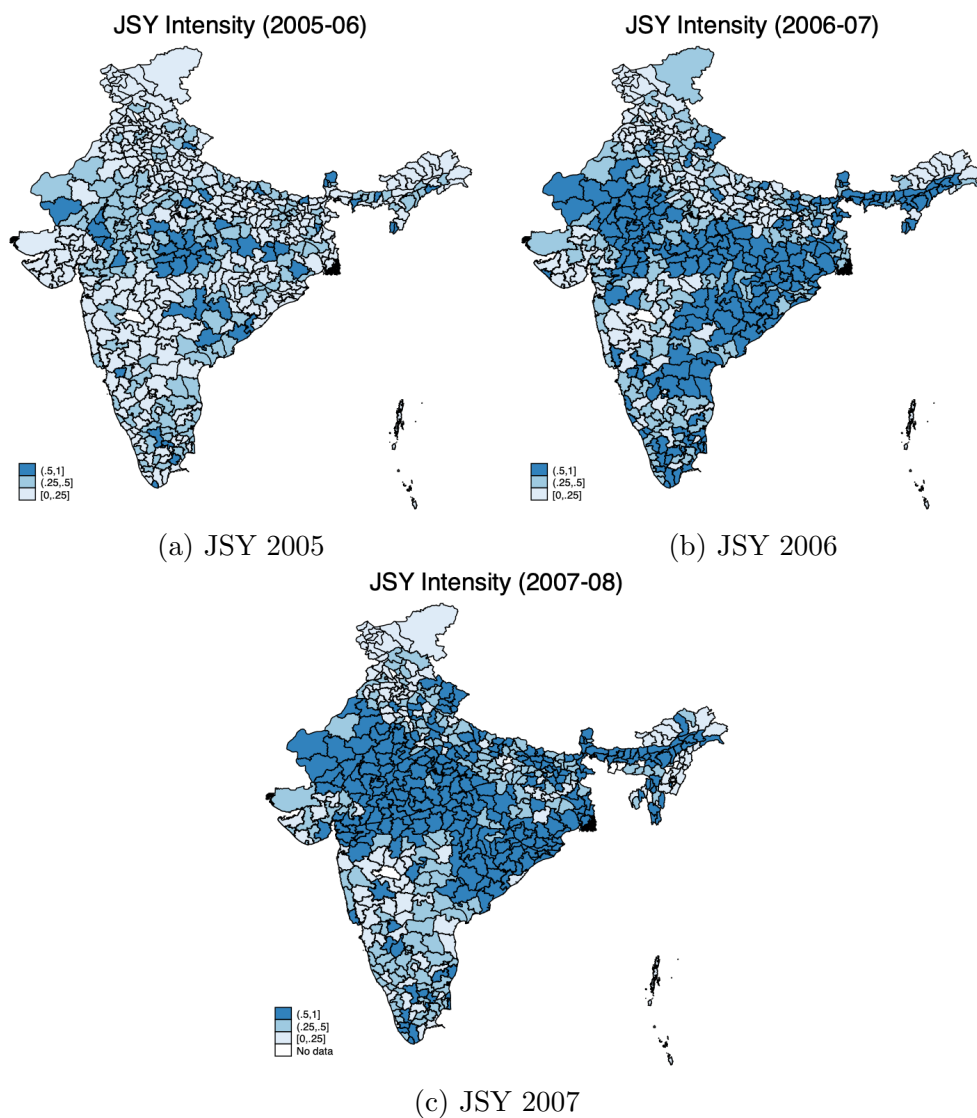 JSY Intensity (2005-06)
(.5,1]
(.25,.5]
[0,.25]
(a) JSY 2005
JSY Intensity (2006-07)
(.5,1]
(.25,.5]
[0,.25]
(b) JSY 2006
JSY Intensity (2007-08)
(.5,1]
(.25,.5]
[0,.25]
No data
(c) JSY 2007